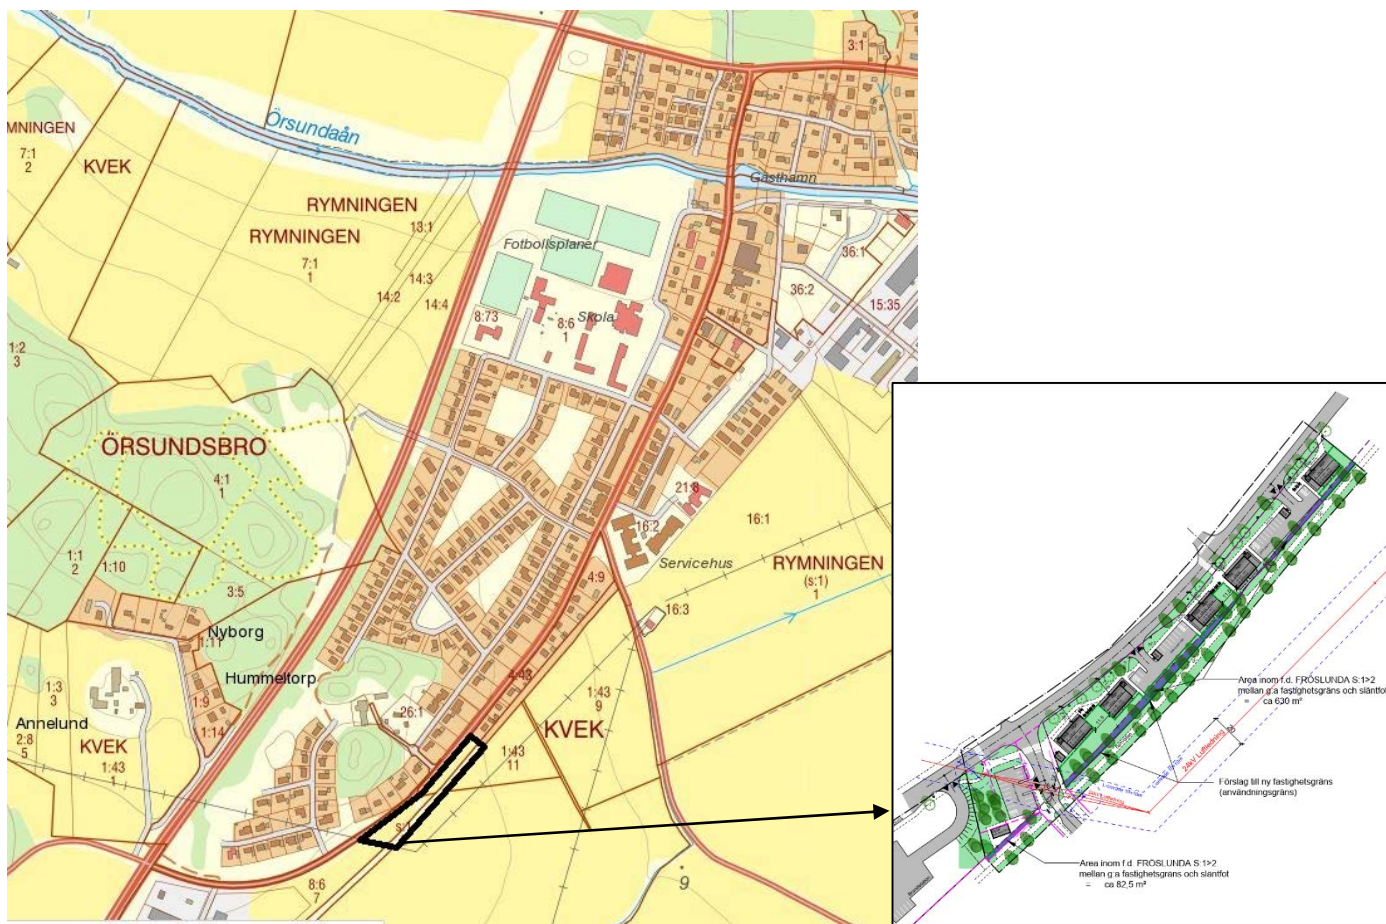 3:1
Örsundaån
MNINGEN
7:1
2
KVEK
Gästhamn
RYMNINGEN
13:1
RYMNINGEN
7:1
1
Fotbollsplaner
36:1
14:3
14:2
14:4
36:2
15:35
8:73
8:6
1
Skola
1:2
3
ÖRSUNDSBRO
4:1
1
21:8
16:2
16:1
1:1
2
1:10
Servicehus
RYMNINGEN
(s:1)
1
3:5
4:9
16:3
Nyborg
1:11
Hummeltorp
4:43
1:3
3
1:9
26:1
1:43
9
KVEK
Annelund
2:8
5
1:14
KVEK
1:43
1
1:43
11
s:1
8:6
7
9
Area inom f.d. FRÖSLUNDA S:1>2
mellan g:a fastighetsgräns och släntfot
= ca 630 m²
24kV Luftledning
Förslag till ny fastighetsgräns
(användningsgräns)
Area inom f.d. FRÖSLUNDA S:1>2
mellan g:a fastighetsgräns och släntfot
= ca 82,5 m²